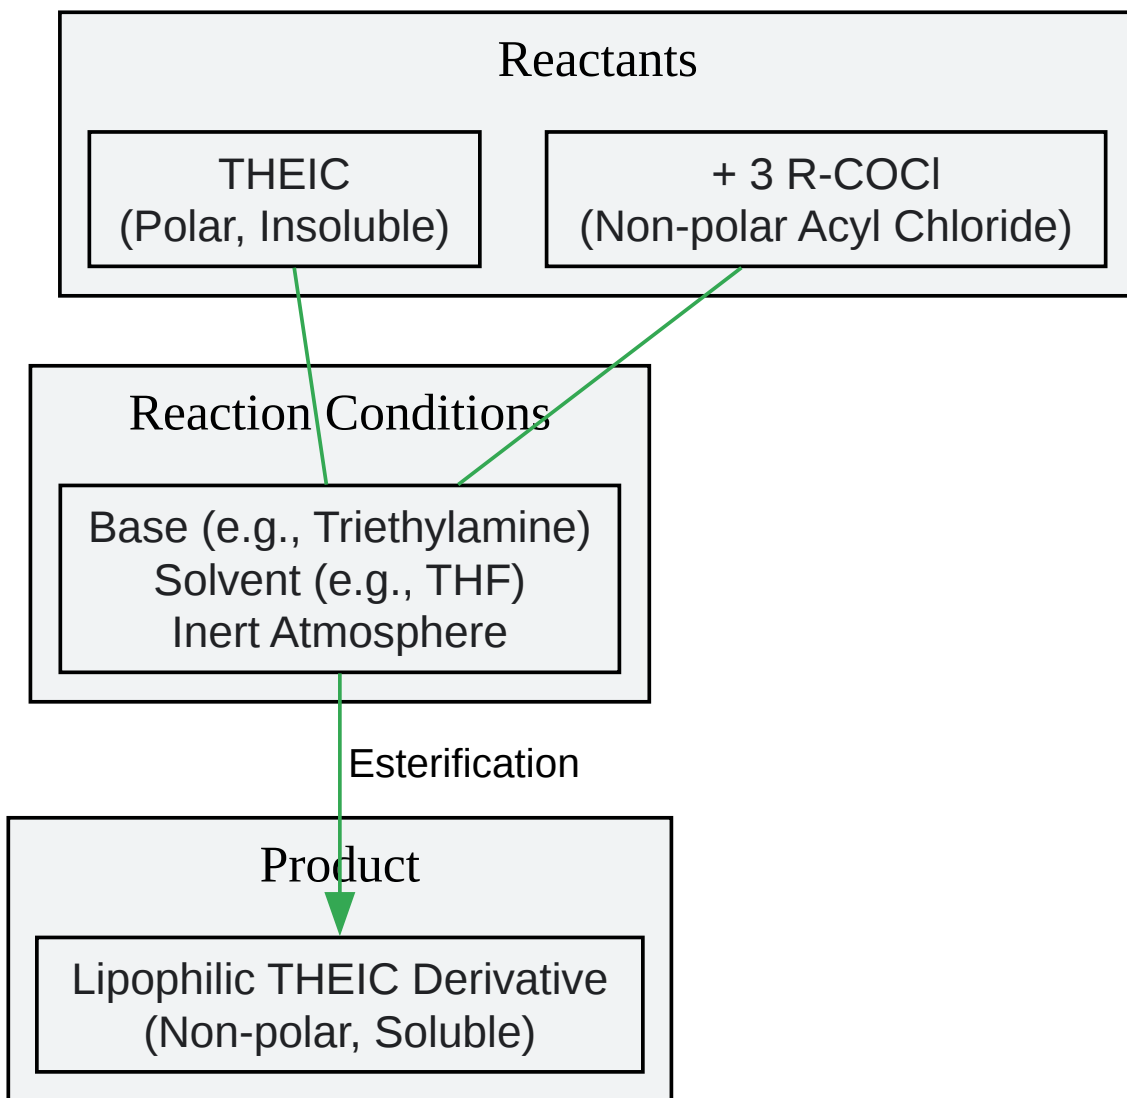 Reactants
THEIC
(Polar, Insoluble)
+ 3 R-COCl
(Non-polar Acyl Chloride)
Reaction Conditions
Base (e.g., Triethylamine)
Solvent (e.g., THF)
Inert Atmosphere
Esterification
Product
Lipophilic THEIC Derivative
(Non-polar, Soluble)